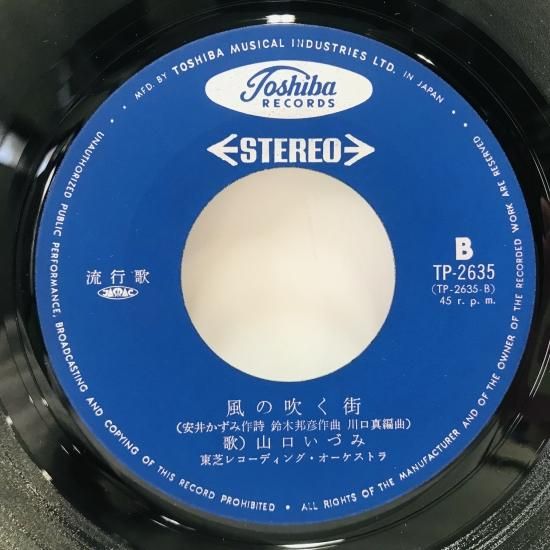 • MFD. BY TOSHIBA MUSICAL INDUSTRIES LTD. IN JAPAN •
Toshiba
RECORDS
STEREO
B
TP-2635
(TP-2635-B)
45 r. p. m.
流行歌
JASRAC
風の吹く街
(安井かずみ作詩 鈴木邦彦作曲 川口真編曲)
歌) 山口いづみ
東芝レコーディング・オーケストラ
UNAUTHORIZED PUBLIC PERFORMANCE, BROADCASTING AND COPYING OF THIS RECORD PROHIBITED • ALL RIGHTS OF THE MANUFACTURER AND OF THE OWNER OF THE RECORDED WORK ARE RESERVED